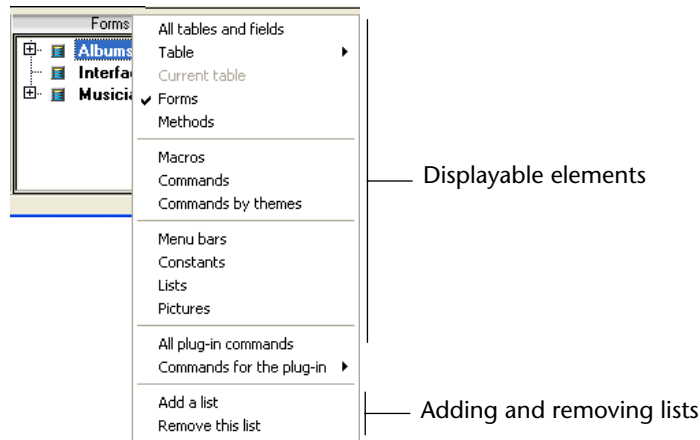 Forms
Albums
All tables and fields
Table
Current table
Forms
Methods
Macros
Commands
Commands by themes
Menu bars
Constants
Lists
Pictures
All plug-in commands
Commands for the plug-in
Add a list
Remove this list
Displayable elements
Adding and removing lists